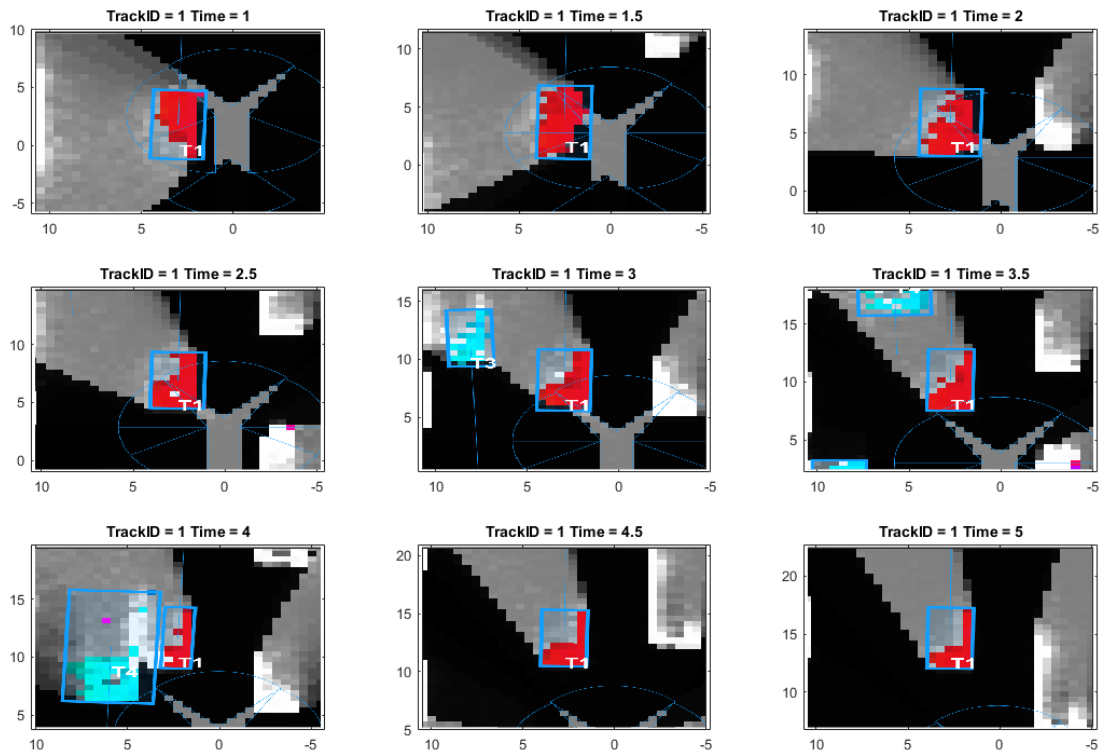 TrackID = 1 Time = 1
10
5
0
-5
T1
10 5 0
TrackID = 1 Time = 1.5
10
5
0
T1
10 5 0 -5
TrackID = 1 Time = 2
10
5
0
T1
10 5 0 -5
TrackID = 1 Time = 2.5
10
5
0
T1
10 5 0 -5
TrackID = 1 Time = 3
15
10
5
T3
T1
10 5 0
TrackID = 1 Time = 3.5
15
10
5
T1
10 5 0 -5
TrackID = 1 Time = 4
15
10
5
T4
T1
10 5 0 -5
TrackID = 1 Time = 4.5
20
15
10
5
T1
10 5 0 -5
TrackID = 1 Time = 5
20
15
10
T1
10 5 0 -5